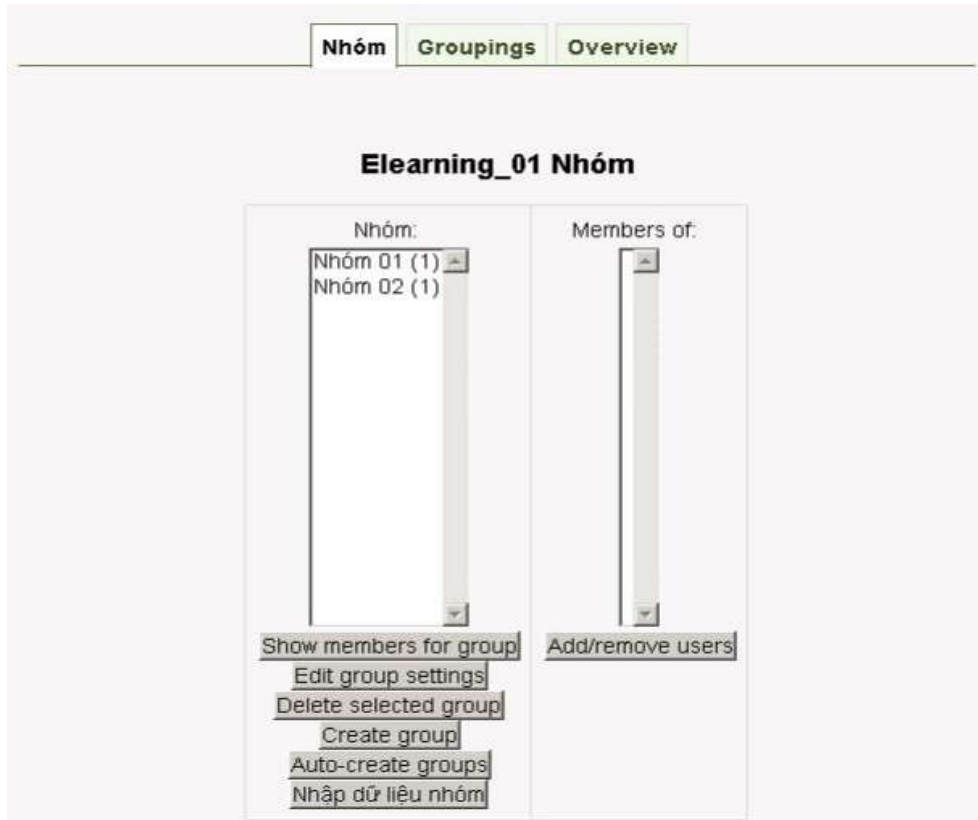 Nhóm Groupings Overview
Elearning_01 Nhóm
Nhóm:
Nhóm 01 (1)
Nhóm 02 (1)
Show members for group
Edit group settings
Delete selected group
Create group
Auto-create groups
Nhập dữ liệu nhóm
Members of:
Add/remove users